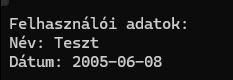 Felhasználói adatok:
Név: Teszt
Dátum: 2005-06-08